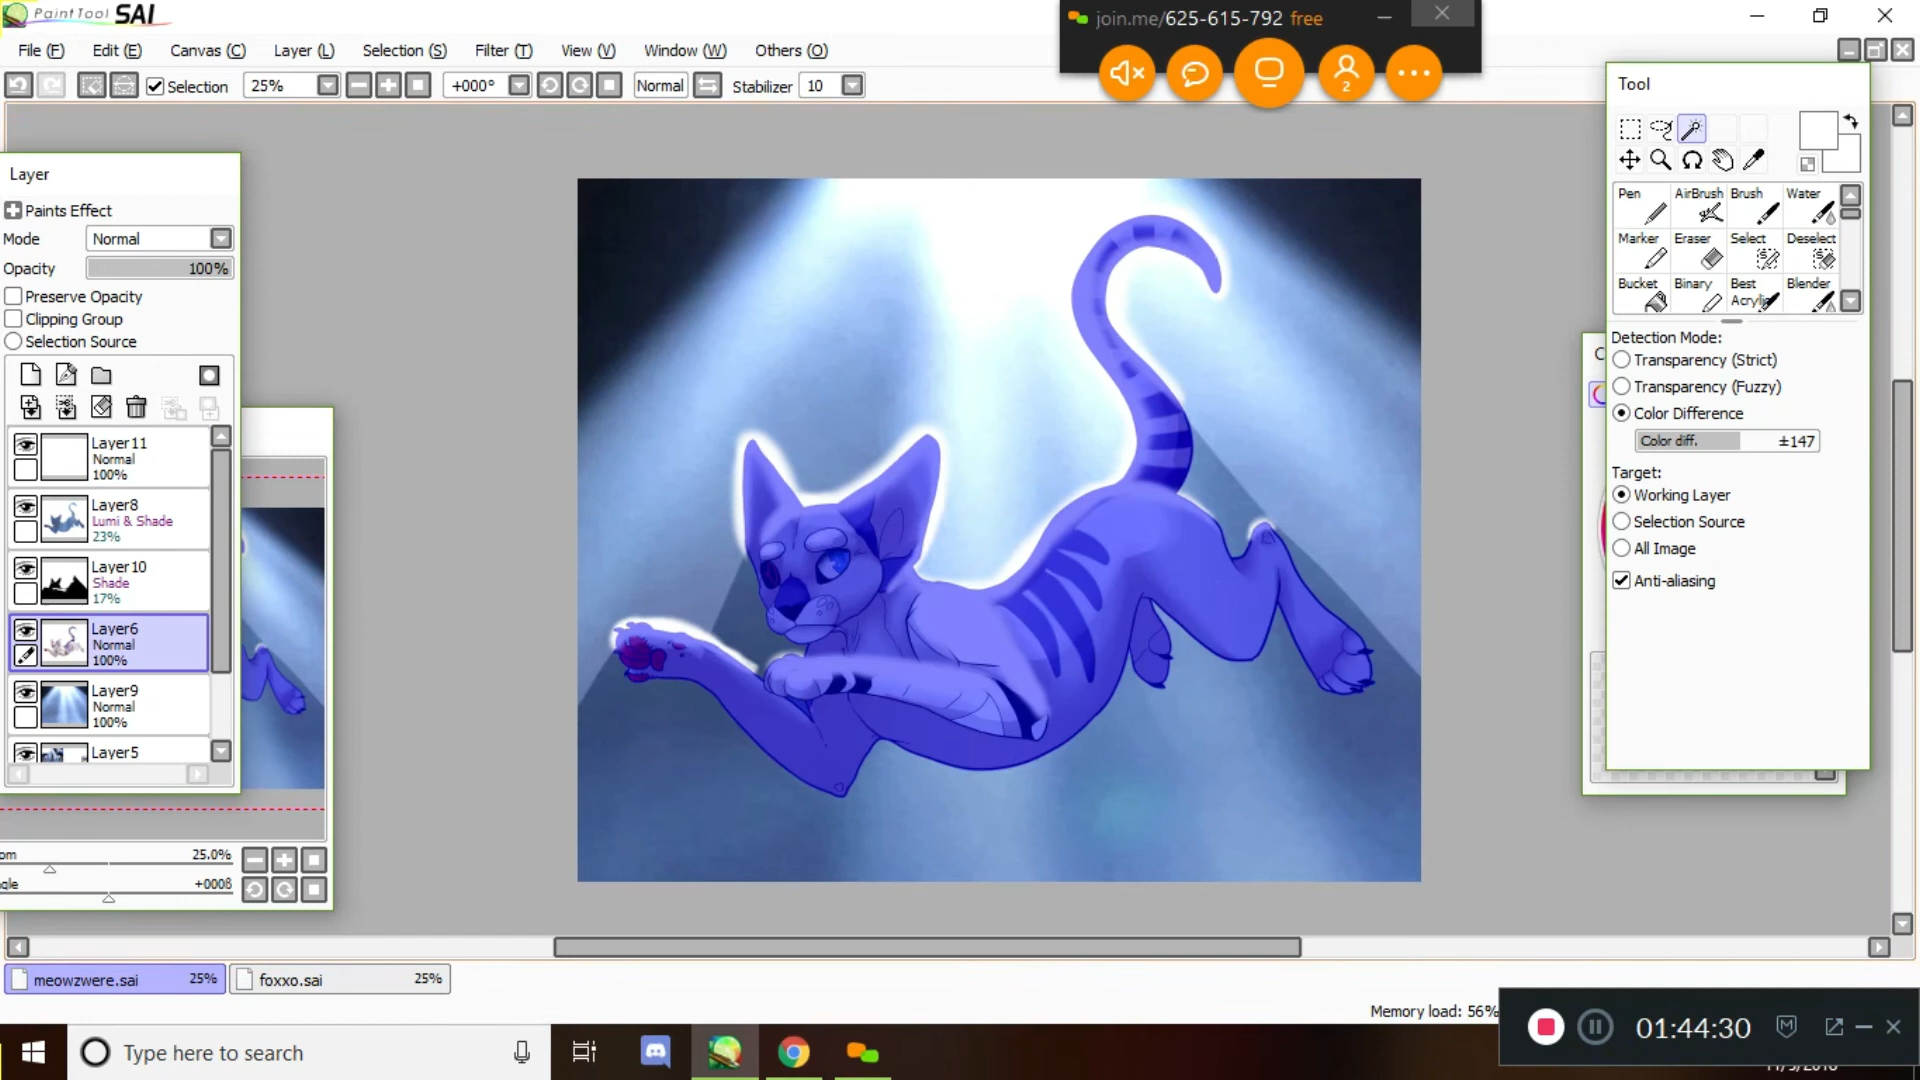 PaintTool SAI
join.me/625-615-792 free
File (F) Edit (E) Canvas (C) Layer (L) Selection (S) Filter (T) View (V) Window (W) Others (O)
2
Selection 25% +000° Normal Stabilizer 10
Layer
Paints Effect
Mode Normal
Opacity 100%
Preserve Opacity
Clipping Group
Selection Source
Layer11
Normal
100%
Layer8
Lumi & Shade
23%
Layer10
Shade
17%
Layer6
Normal
100%
Layer9
Normal
100%
Layer5
25.0%
Tool
Pen AirBrush Brush Water
Marker Eraser Select Deselect
Bucket Binary Best Blender
Detection Mode:
Transparency (Strict)
Transparency (Fuzzy)
Color Difference
Color diff. ±147
Target:
Working Layer
Selection Source
All Image
Anti-aliasing
meowzwere.sai 25% foxxo.sai 25%
Memory load: 56%
01:44:30
Type here to search